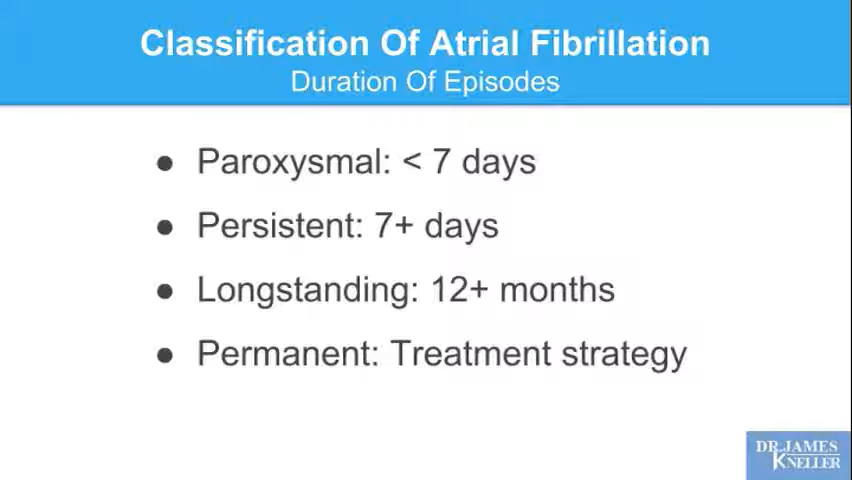 Classification Of Atrial Fibrillation
Duration Of Episodes
● Paroxysmal: < 7 days
● Persistent: 7+ days
● Longstanding: 12+ months
● Permanent: Treatment strategy
DR. JAMES
KNELLER